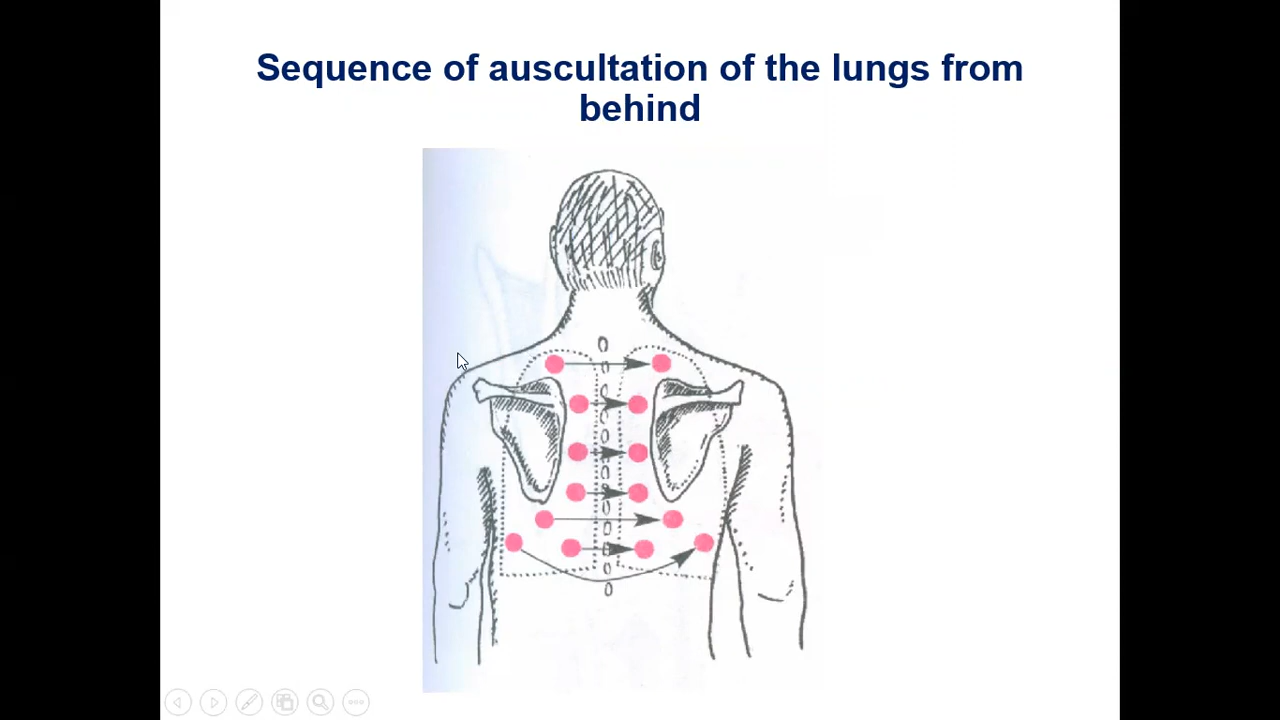 Sequence of auscultation of the lungs from
behind